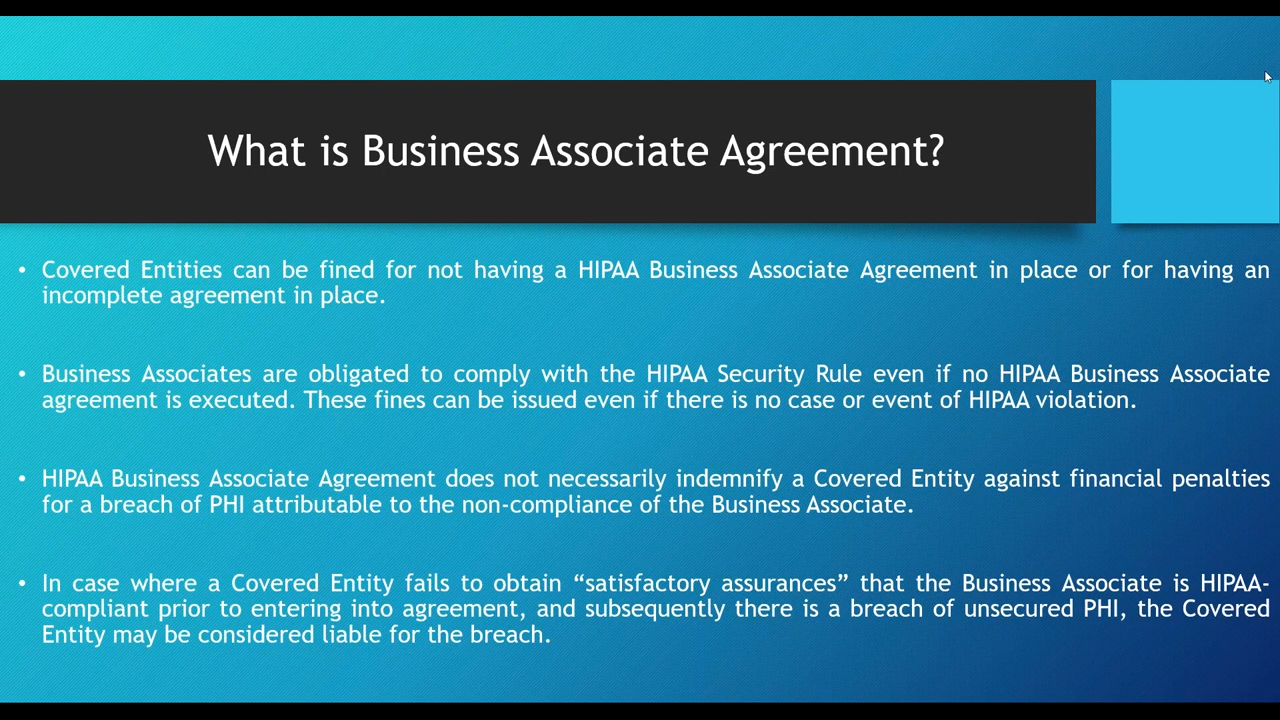 What is Business Associate Agreement?
• Covered Entities can be fined for not having a HIPAA Business Associate Agreement in place or for having an
incomplete agreement in place.
• Business Associates are obligated to comply with the HIPAA Security Rule even if no HIPAA Business Associate
agreement is executed. These fines can be issued even if there is no case or event of HIPAA violation.
• HIPAA Business Associate Agreement does not necessarily indemnify a Covered Entity against financial penalties
for a breach of PHI attributable to the non-compliance of the Business Associate.
• In case where a Covered Entity fails to obtain “satisfactory assurances” that the Business Associate is HIPAA-
compliant prior to entering into agreement, and subsequently there is a breach of unsecured PHI, the Covered
Entity may be considered liable for the breach.